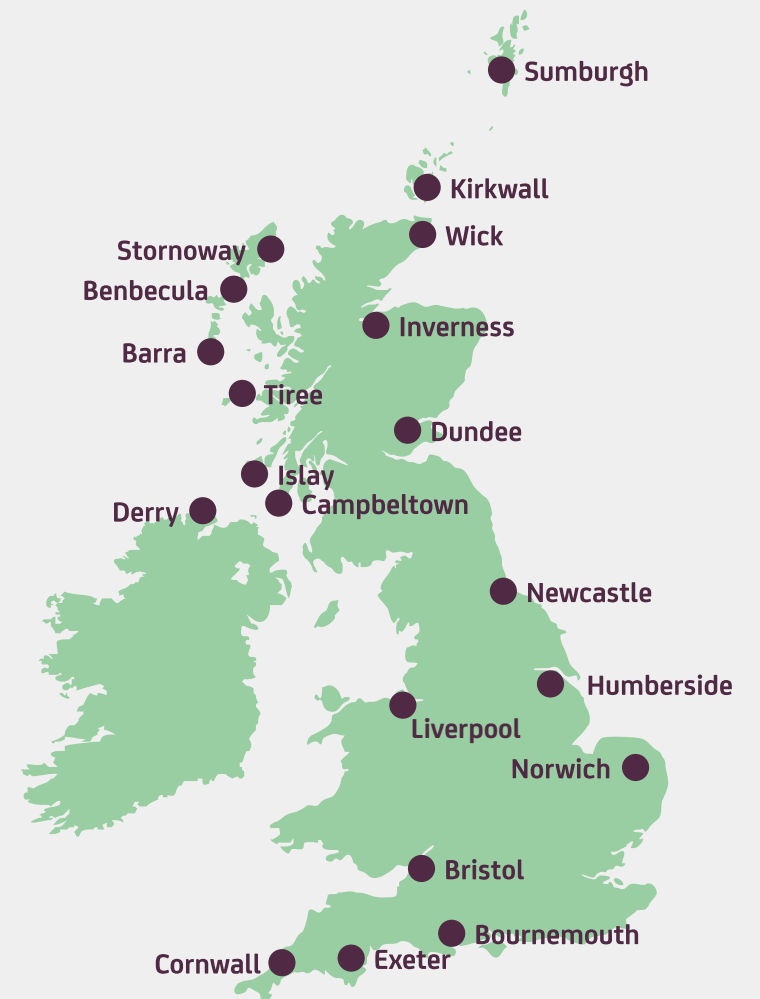 Sumburgh
Kirkwall
Wick
Stornoway
Benbecula
Inverness
Barra
Tiree
Dundee
Islay
Campbeltown
Derry
Newcastle
Humberside
Liverpool
Norwich
Bristol
Bournemouth
Exeter
Cornwall